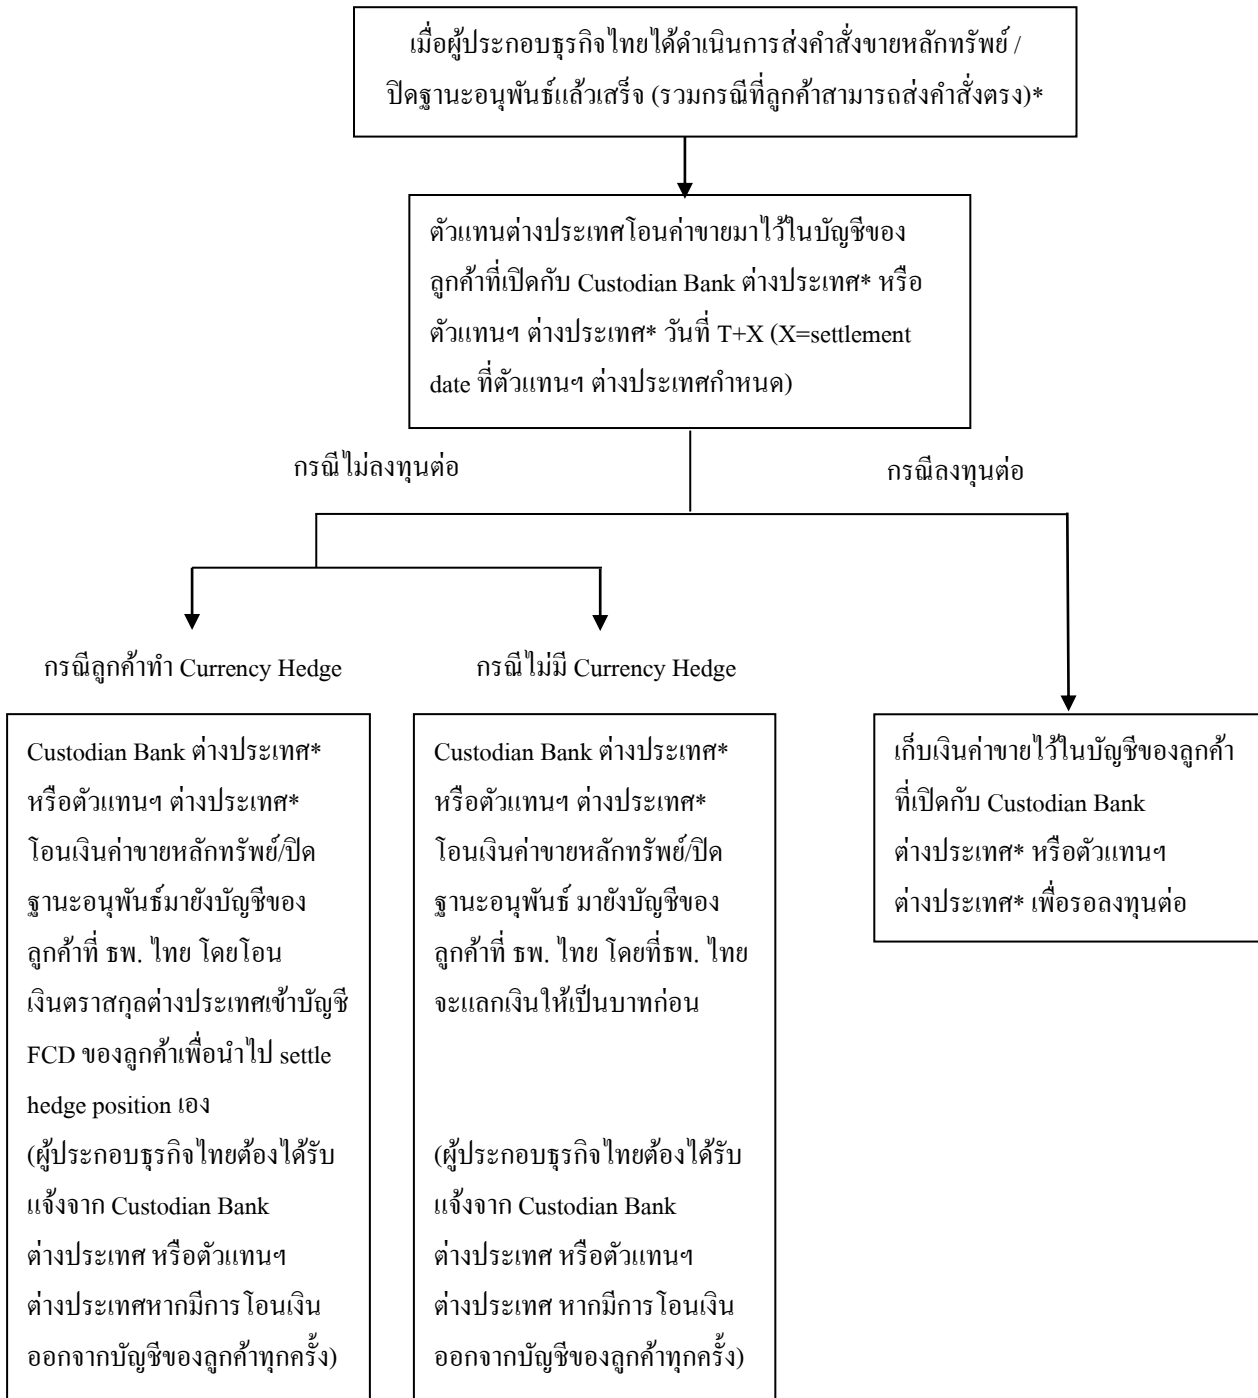 เมื่อผู้ประกอบธุรกิจไทยได้ดำเนินการส่งคำสั่งขายหลักทรัพย์ /
ปิดฐานะอนุพันธ์แล้วเสร็จ (รวมกรณีที่ลูกค้าสามารถส่งคำสั่งตรง)*
ตัวแทนต่างประเทศโอนค่าขายมาไว้ในบัญชีของ
ลูกค้าที่เปิดกับ Custodian Bank ต่างประเทศ* หรือ
ตัวแทนฯ ต่างประเทศ* วันที่ T+X (X=settlement
date ที่ตัวแทนฯ ต่างประเทศกำหนด)
กรณีไม่ลงทุนต่อ
กรณีลงทุนต่อ
กรณีลูกค้าทำ Currency Hedge
กรณีไม่มี Currency Hedge
Custodian Bank ต่างประเทศ*
หรือตัวแทนฯ ต่างประเทศ*
โอนเงินค่าขายหลักทรัพย์/ปิด
ฐานะอนุพันธ์มายังบัญชีของ
ลูกค้าที่ ธพ. ไทย โดยโอน
เงินตราสกุลต่างประเทศเข้าบัญชี
FCD ของลูกค้าเพื่อนำไป settle
hedge position เอง
(ผู้ประกอบธุรกิจไทยต้องได้รับ
แจ้งจาก Custodian Bank
ต่างประเทศ หรือตัวแทนฯ
ต่างประเทศหากมีการโอนเงิน
ออกจากบัญชีของลูกค้าทุกครั้ง)
Custodian Bank ต่างประเทศ*
หรือตัวแทนฯ ต่างประเทศ*
โอนเงินค่าขายหลักทรัพย์/ปิด
ฐานะอนุพันธ์ มายังบัญชีของ
ลูกค้าที่ ธพ. ไทย โดยที่ธพ. ไทย
จะแลกเงินให้เป็นบาทก่อน
(ผู้ประกอบธุรกิจไทยต้องได้รับ
แจ้งจาก Custodian Bank
ต่างประเทศ หรือตัวแทนฯ
ต่างประเทศ หากมีการโอนเงิน
ออกจากบัญชีของลูกค้าทุกครั้ง)
เก็บเงินค่าขายไว้ในบัญชีของลูกค้า
ที่เปิดกับ Custodian Bank
ต่างประเทศ* หรือตัวแทนฯ
ต่างประเทศ* เพื่อรอลงทุนต่อ